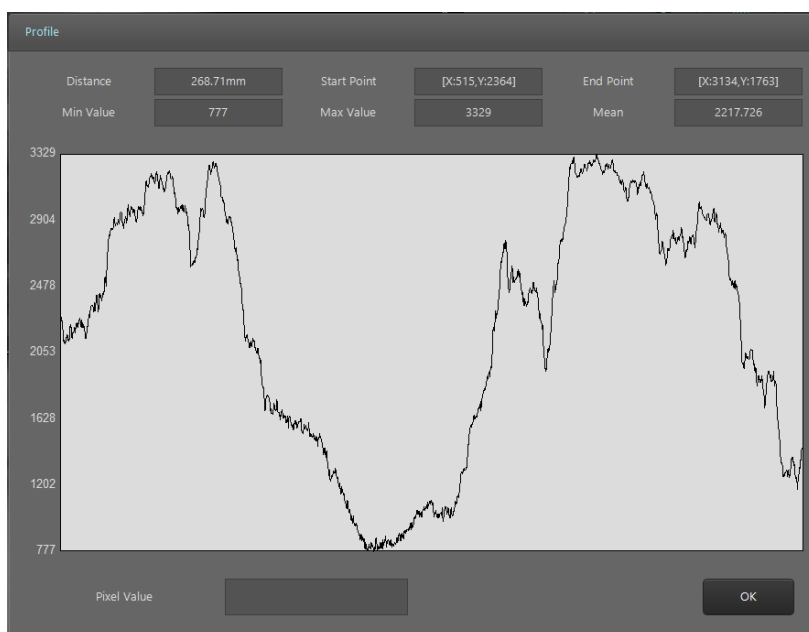 Profile
Distance 268.71mm Start Point [X:515,Y:2364] End Point [X:3134,Y:1763]
Min Value 777 Max Value 3329 Mean 2217.726
3329
2904
2478
2053
1628
1202
777
Pixel Value OK